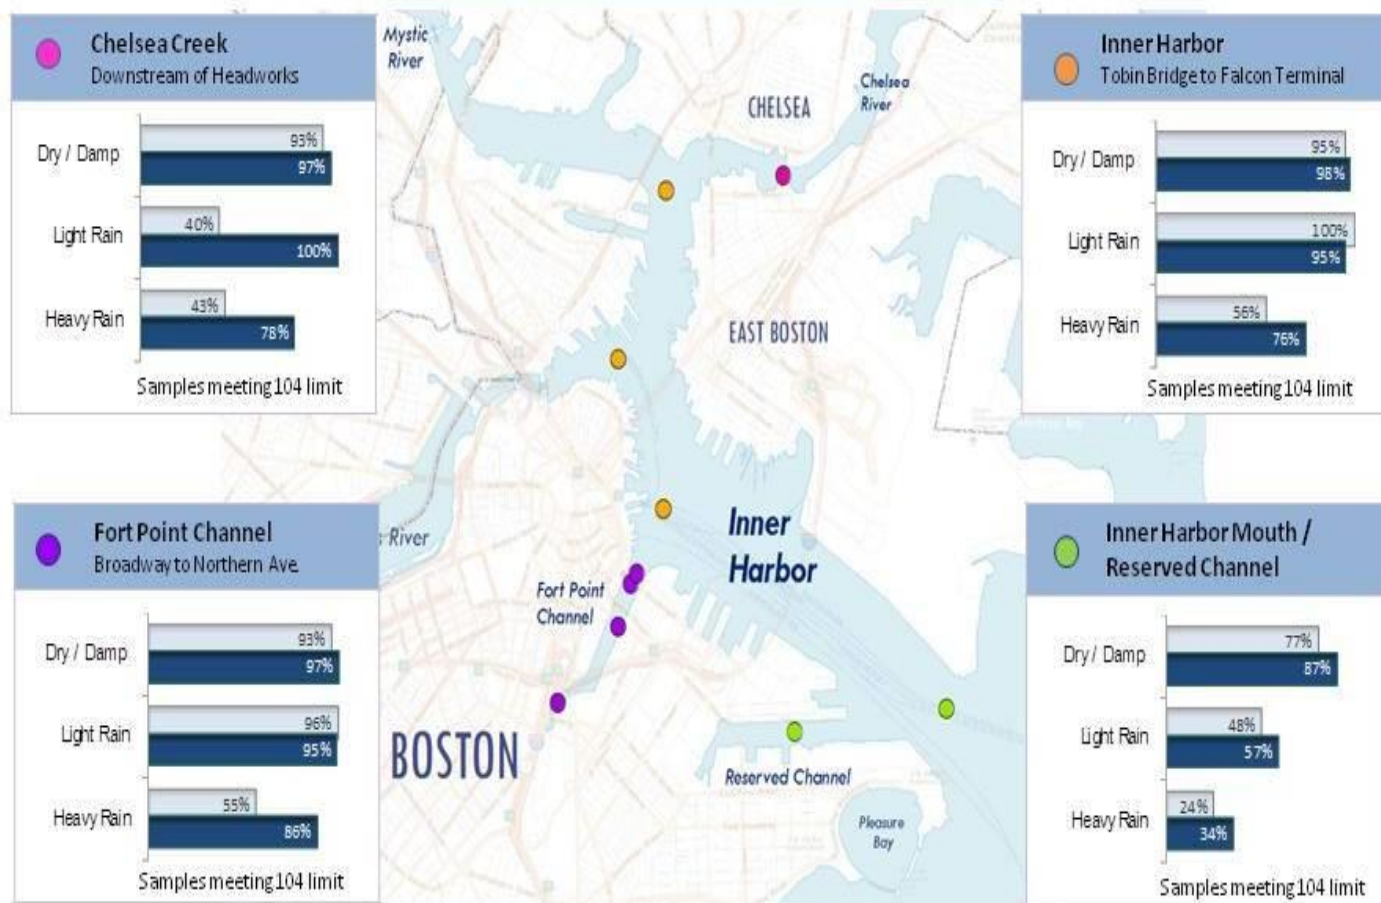 Chelsea Creek
Downstream of Headworks
Dry / Damp
93%
97%
Light Rain
40%
100%
Heavy Rain
43%
78%
Samples meeting 104 limit
Mystic
River
CHELSEA
Chelsea
River
Inner Harbor
Tobin Bridge to Falcon Terminal
Dry / Damp
95%
98%
Light Rain
100%
95%
Heavy Rain
56%
76%
Samples meeting 104 limit
EAST BOSTON
Fort Point Channel
Broadway to Northern Ave.
Dry / Damp
93%
97%
Light Rain
96%
95%
Heavy Rain
55%
86%
Samples meeting 104 limit
s River
Inner
Harbor
Fort Point
Channel
BOSTON
Reserved Channel
Pleasure
Bay
Inner Harbor Mouth /
Reserved Channel
Dry / Damp
77%
87%
Light Rain
48%
57%
Heavy Rain
24%
34%
Samples meeting 104 limit